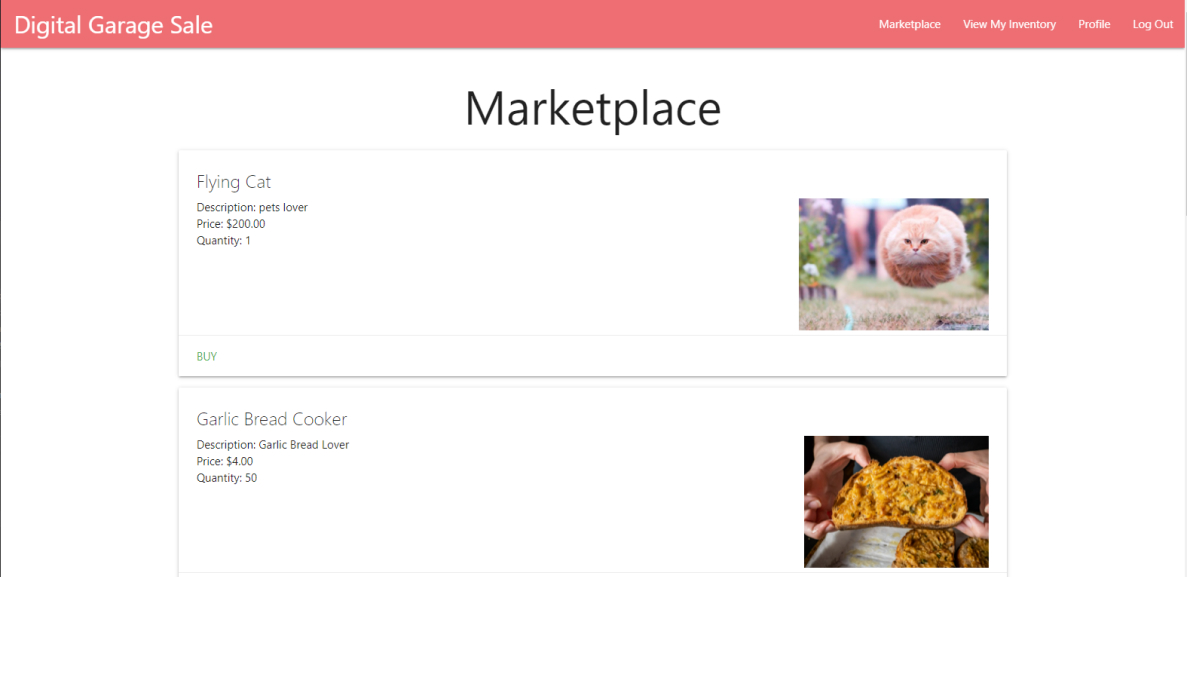 Digital Garage Sale
Marketplace View My Inventory Profile Log Out
Marketplace
Flying Cat
Description: pets lover
Price: $200.00
Quantity: 1
BUY
Garlic Bread Cooker
Description: Garlic Bread Lover
Price: $4.00
Quantity: 50